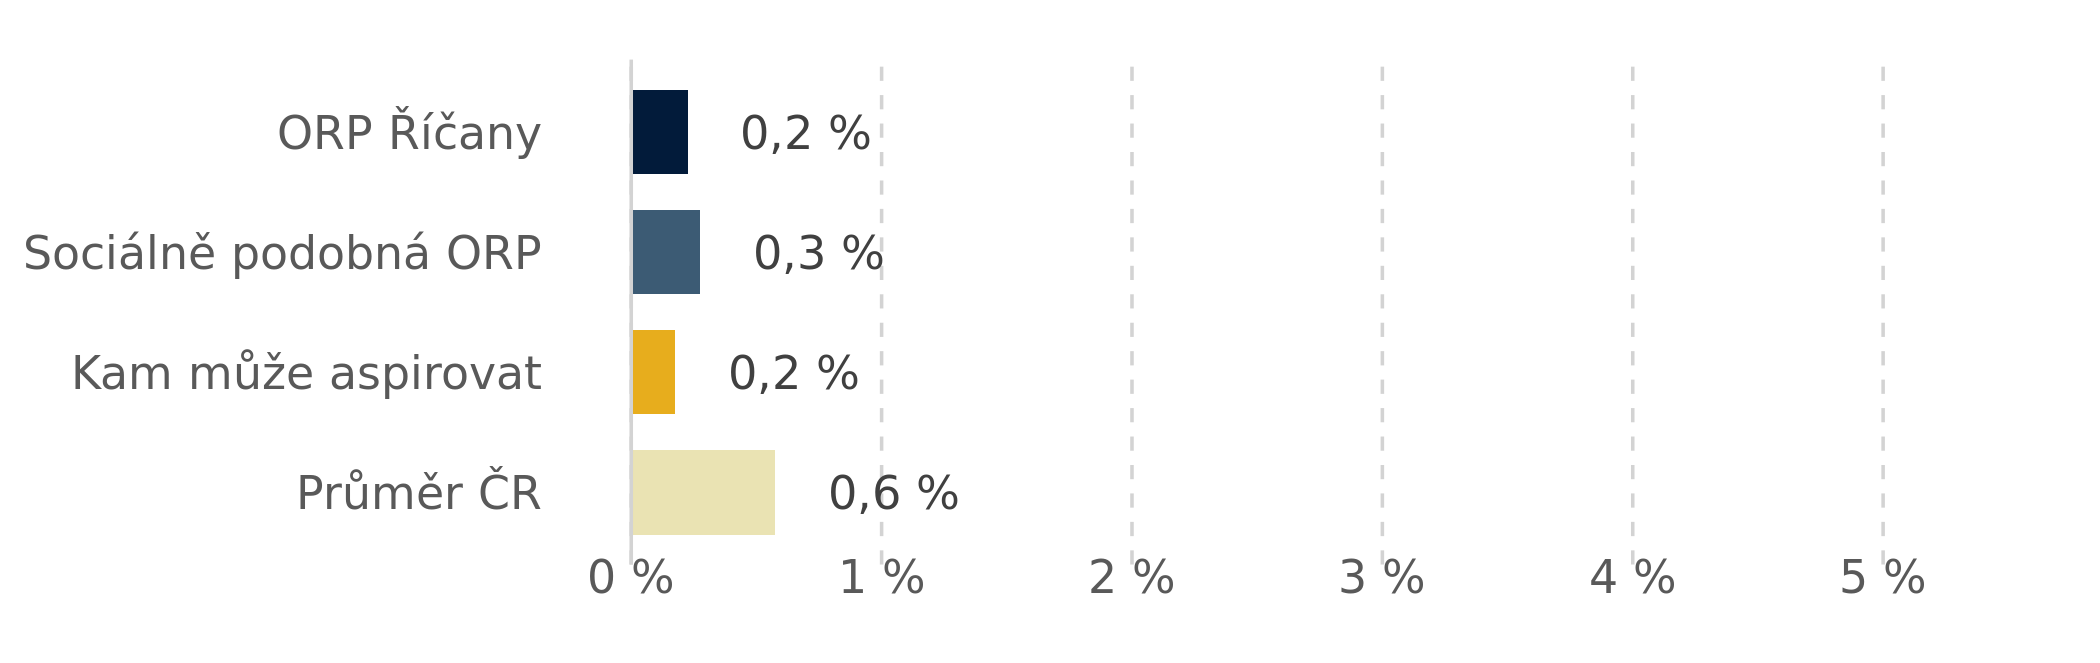 ORP Říčany 0,2 %
Sociálně podobná ORP 0,3 %
Kam může aspirovat 0,2 %
Průměr ČR 0,6 %
0 % 1 % 2 % 3 % 4 % 5 %